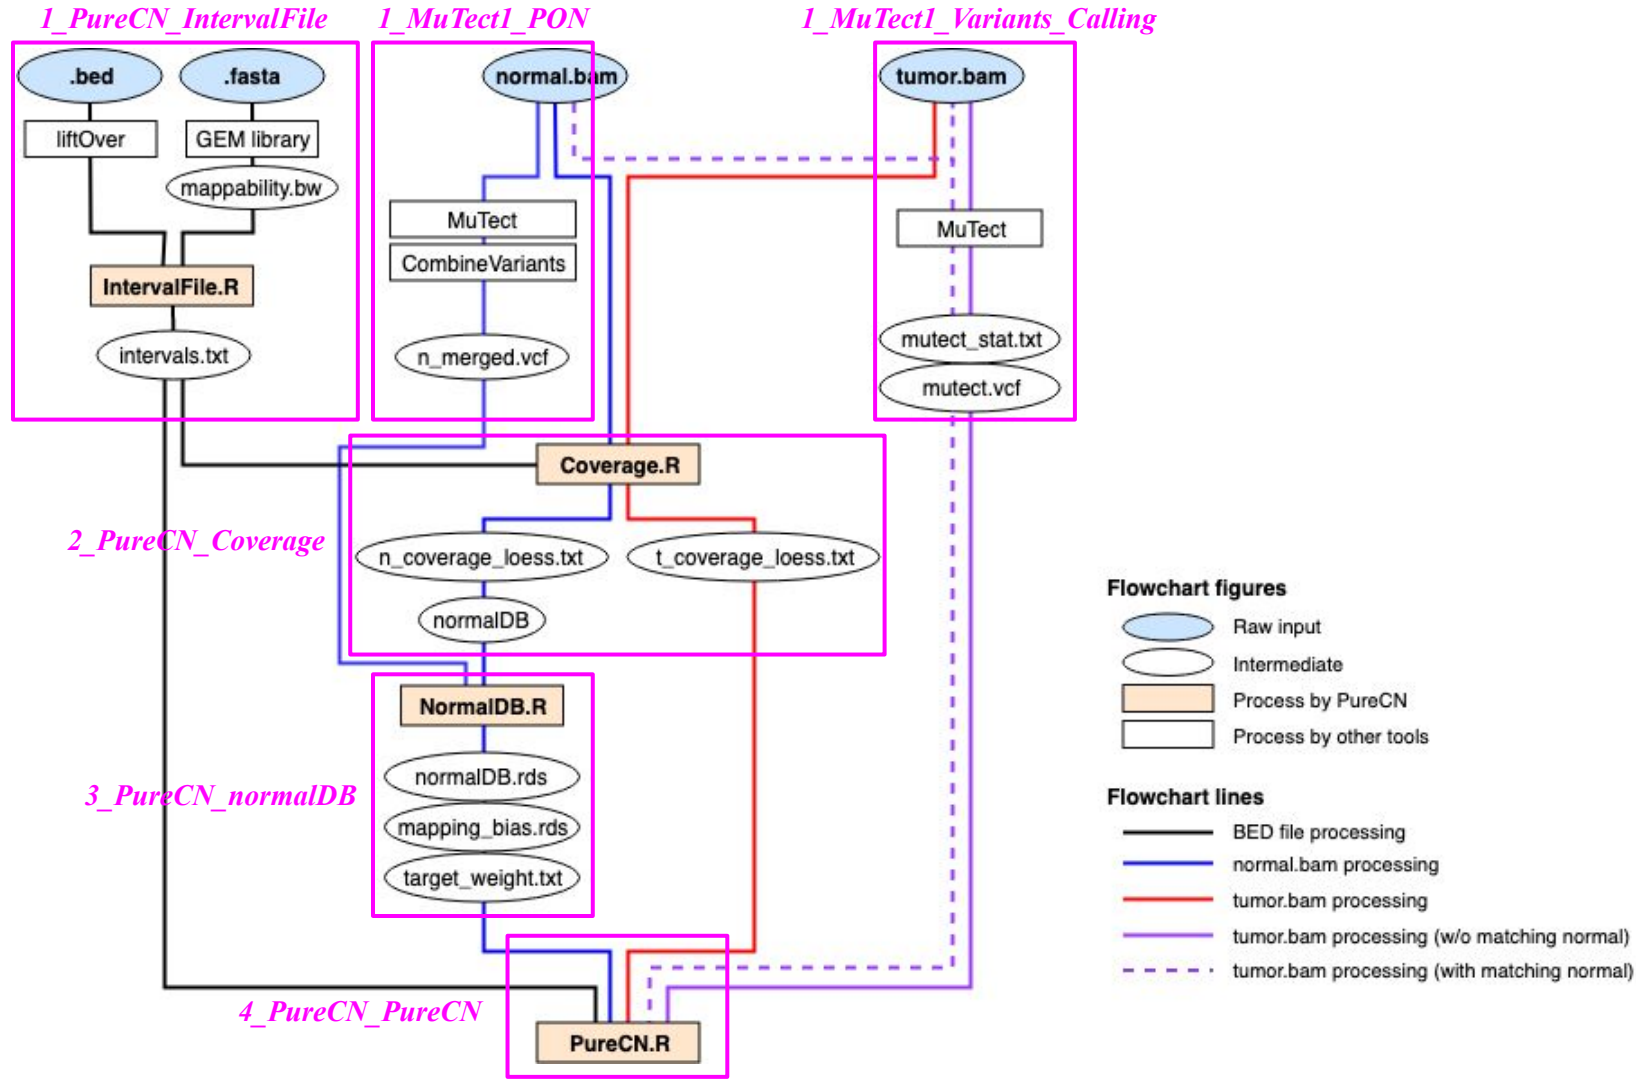 1_PureCN_IntervalFile
1_MuTect1_PON
1_MuTect1_Variants_Calling
.bed
.fasta
normal.bam
tumor.bam
liftOver
GEM library
mappability.bw
MuTect
CombineVariants
MuTect
IntervalFile.R
intervals.txt
n_merged.vcf
mutect_stat.txt
mutect.vcf
Coverage.R
2_PureCN_Coverage
n_coverage_loess.txt
t_coverage_loess.txt
normalDB
NormalDB.R
3_PureCN_normalDB
normalDB.rds
mapping_bias.rds
target_weight.txt
4_PureCN_PureCN
PureCN.R
Flowchart figures
Raw input
Intermediate
Process by PureCN
Process by other tools
Flowchart lines
BED file processing
normal.bam processing
tumor.bam processing
tumor.bam processing (w/o matching normal)
tumor.bam processing (with matching normal)